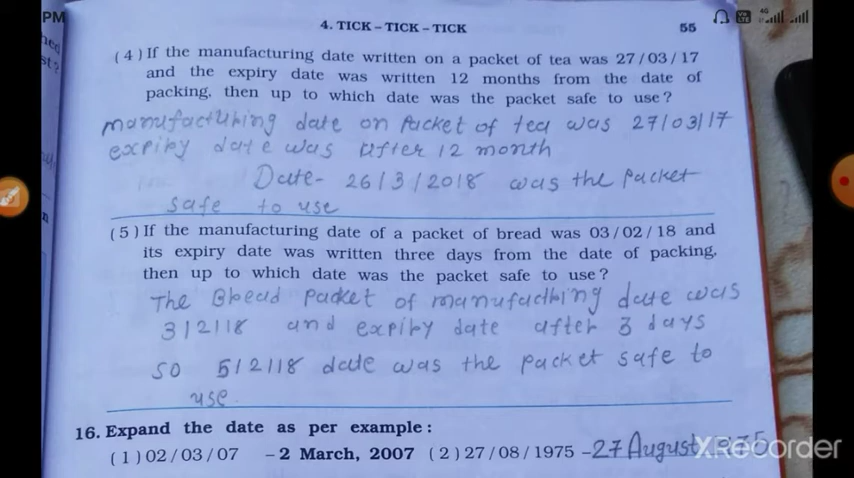 PM
4. TICK – TICK – TICK
55
(4) If the manufacturing date written on a packet of tea was 27/03/17
and the expiry date was written 12 months from the date of
packing, then up to which date was the packet safe to use?
manufacturing date on Packet of tea was 27/03/17
expiry date was after 12 month
Date- 26/3/2018 was the packet
safe to use
(5) If the manufacturing date of a packet of bread was 03/02/18 and
its expiry date was written three days from the date of packing,
then up to which date was the packet safe to use?
The Bread packet of manufacthing date was
3/2/18 and expiry date after 3 days
so 5/2/18 date was the packet safe to
use.
16. Expand the date as per example:
(1) 02/03/07 – 2 March, 2007 (2) 27/08/1975 – 27 August
XRecorder